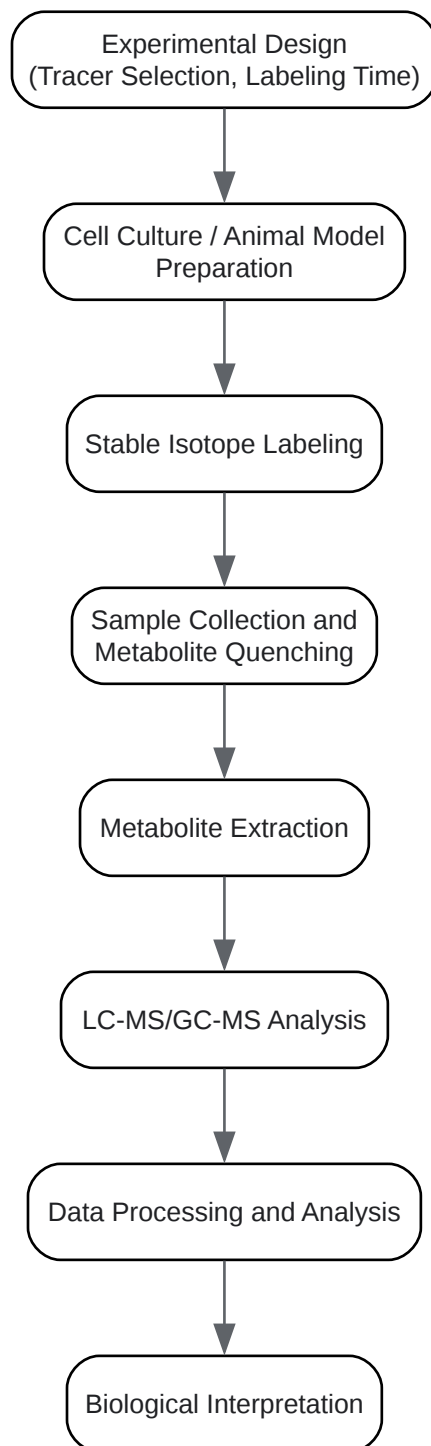 Experimental Design
(Tracer Selection, Labeling Time)
Cell Culture / Animal Model
Preparation
Stable Isotope Labeling
Sample Collection and
Metabolite Quenching
Metabolite Extraction
LC-MS/GC-MS Analysis
Data Processing and Analysis
Biological Interpretation